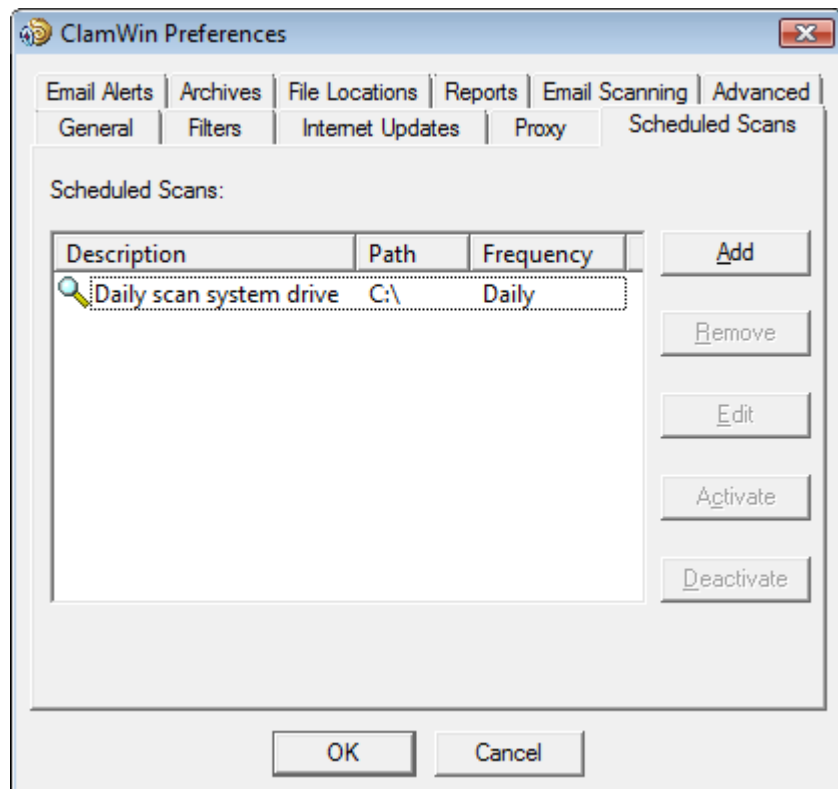 ClamWin Preferences
Email Alerts Archives File Locations Reports Email Scanning Advanced
General Filters Internet Updates Proxy Scheduled Scans
Scheduled Scans:
Description Path Frequency
Add
Daily scan system drive C:\ Daily
Remove
Edit
Activate
Deactivate
OK Cancel